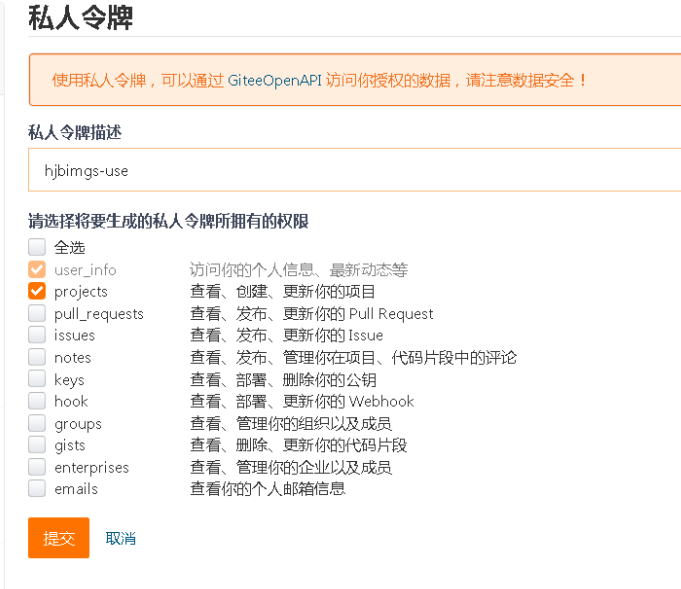 私人令牌
使用私人令牌，可以通过 GiteeOpenAPI 访问你授权的数据，请注意数据安全！
私人令牌描述
hjbimgs-use
请选择将要生成的私人令牌所拥有的权限
全选
user_info 访问你的个人信息、最新动态等
projects 查看、创建、更新你的项目
pull_requests 查看、发布、更新你的 Pull Request
issues 查看、发布、更新你的 Issue
notes 查看、发布、管理你在项目、代码片段中的评论
keys 查看、部署、删除你的公钥
hook 查看、部署、更新你的 Webhook
groups 查看、管理你的组织以及成员
gists 查看、删除、更新你的代码片段
enterprises 查看、管理你的企业以及成员
emails 查看你的个人邮箱信息
提交 取消